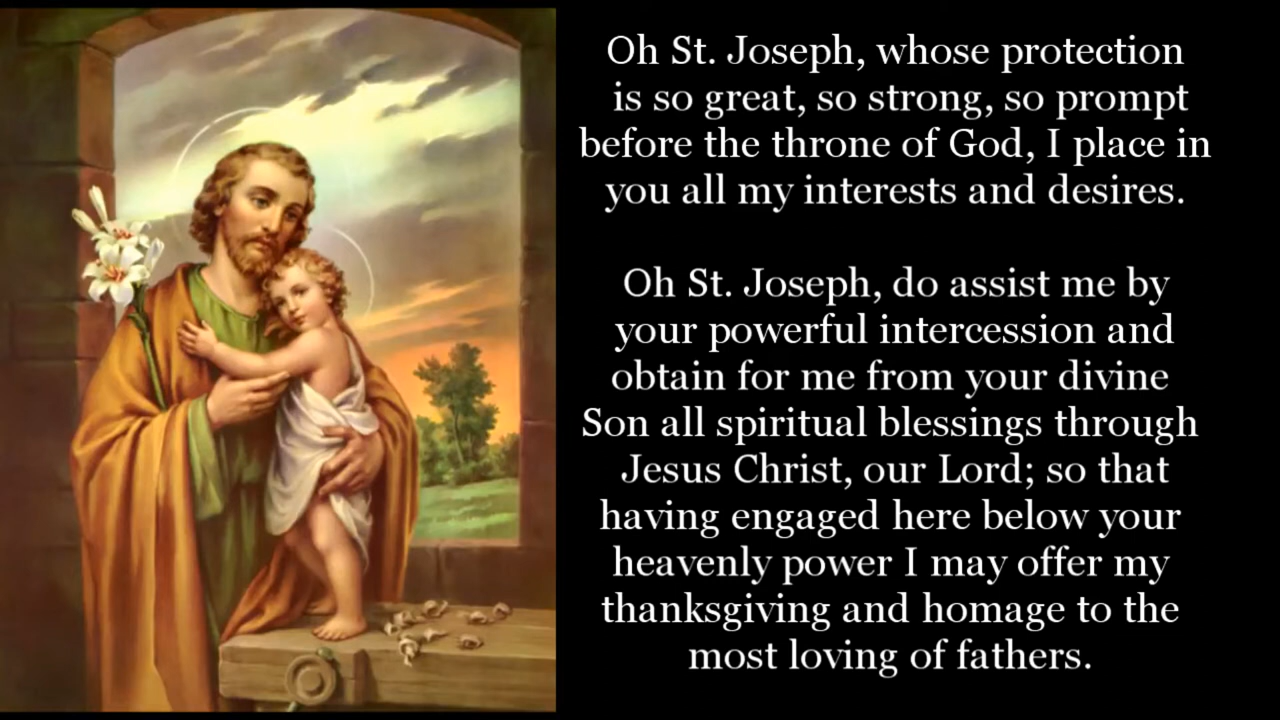 Oh St. Joseph, whose protection
is so great, so strong, so prompt
before the throne of God, I place in
you all my interests and desires.
Oh St. Joseph, do assist me by
your powerful intercession and
obtain for me from your divine
Son all spiritual blessings through
Jesus Christ, our Lord; so that
having engaged here below your
heavenly power I may offer my
thanksgiving and homage to the
most loving of fathers.